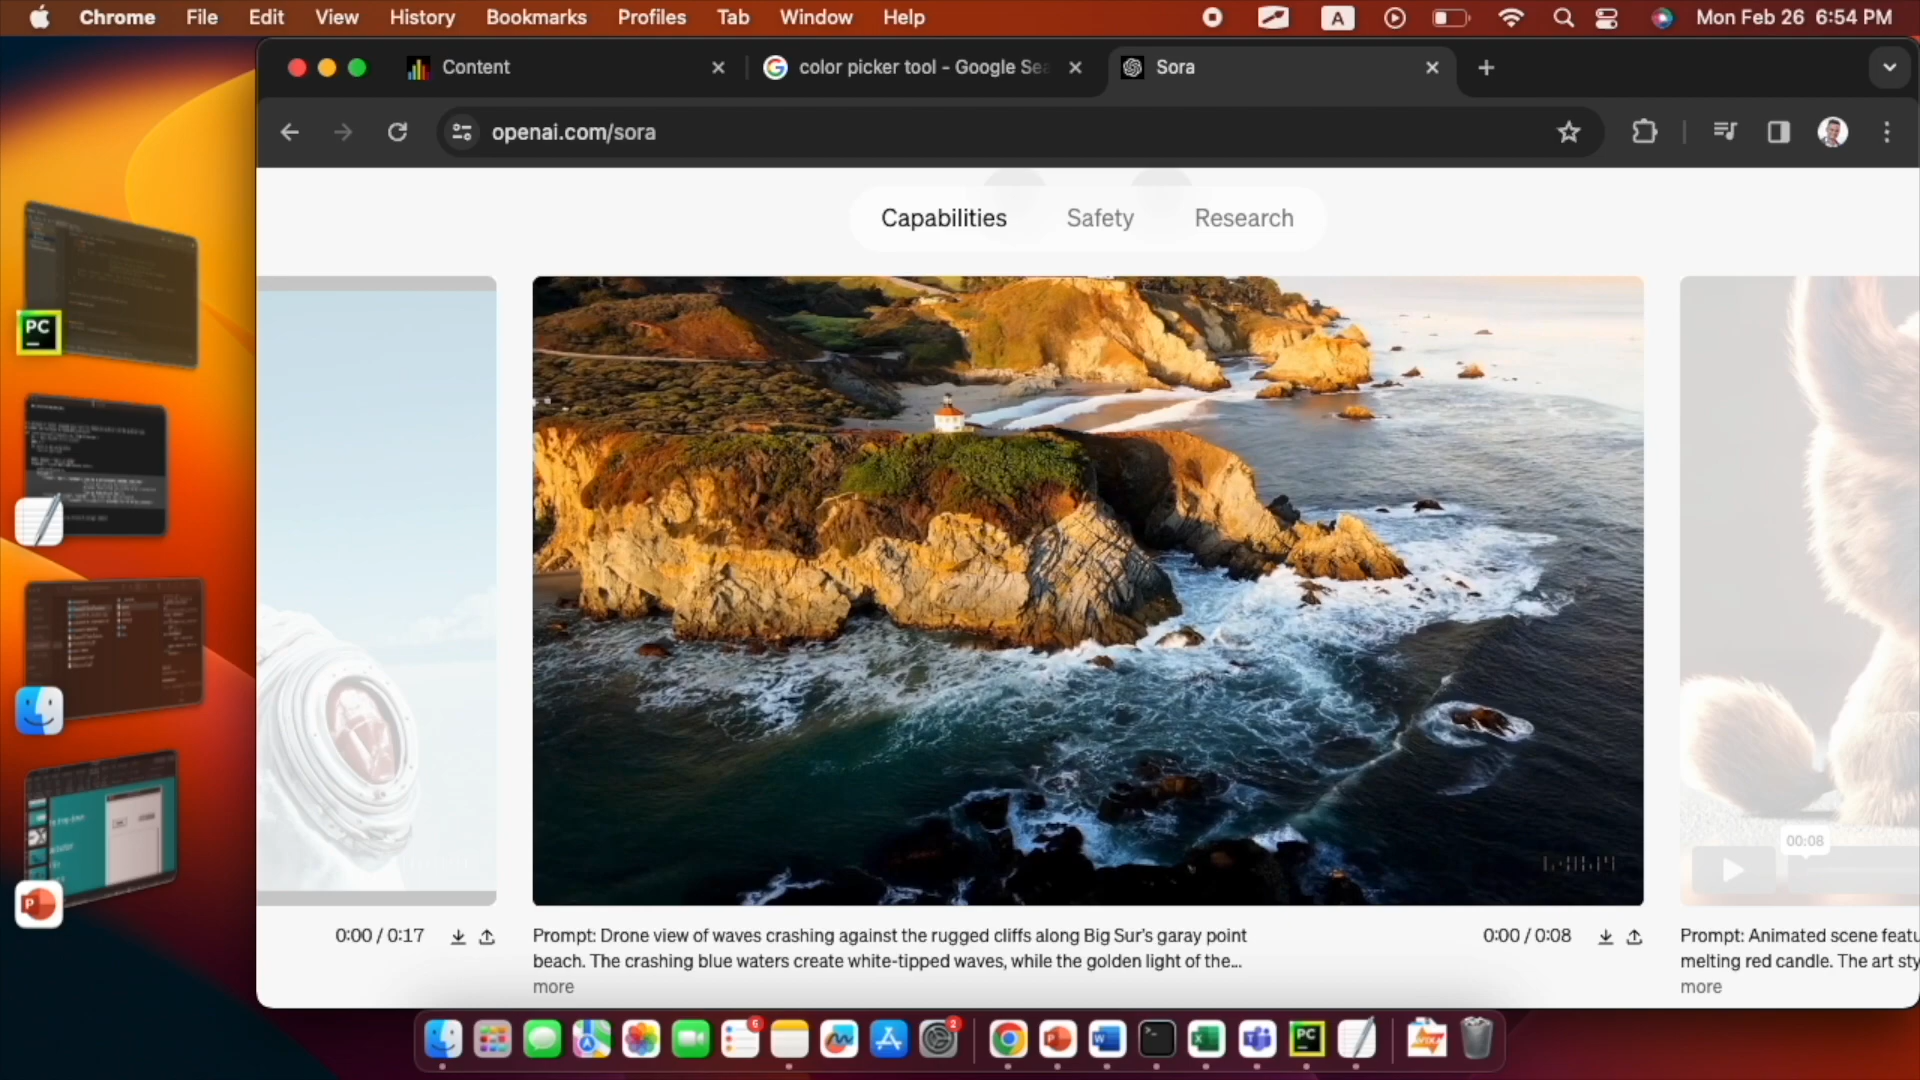 Chrome File Edit View History Bookmarks Profiles Tab Window Help A Mon Feb 26 6:54 PM
Content color picker tool - Google Sea Sora
openai.com/sora
Capabilities Safety Research
PC
00:08
P
0:00 / 0:17 Prompt: Drone view of waves crashing against the rugged cliffs along Big Sur's garay point 0:00 / 0:08 Prompt: Animated scene featu
beach. The crashing blue waters create white-tipped waves, while the golden light of the... melting red candle. The art sty
more more
6 2 P W X PC